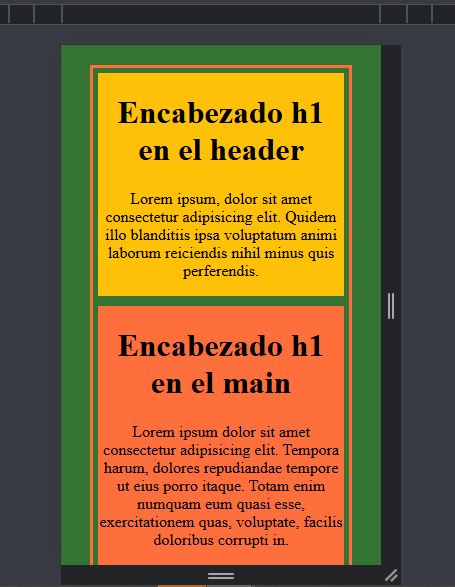 Encabezado h1
en el header
Lorem ipsum, dolor sit amet
consectetur adipisicing elit. Quidem
illo blanditiis ipsa voluptatum animi
laborum reiciendis nihil minus quis
perferendis.
Encabezado h1
en el main
Lorem ipsum dolor sit amet
consectetur adipisicing elit. Tempora
harum, dolores repudiandae tempore
ut eius porro itaque. Totam enim
numquam eum quasi esse,
exercitationem quas, voluptate, facilis
doloribus corrupti in.